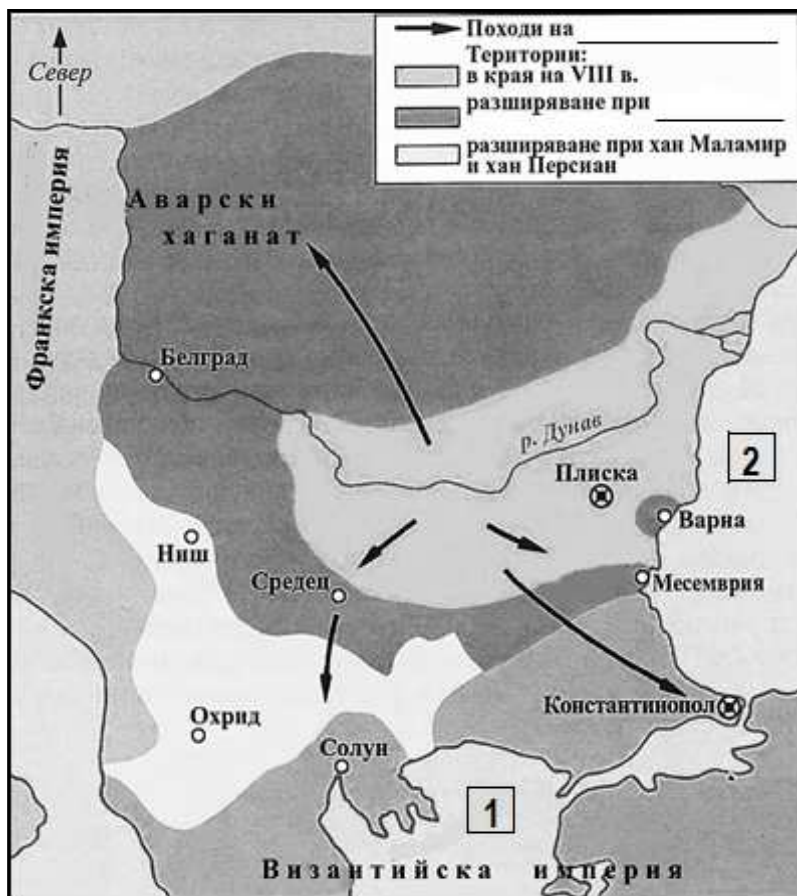 Походи на
Територии:
в края на VIII в.
разширяване при
разширяване при хан Маламир
и хан Персиан
Север
Франкска империя
Аварски
хаганат
Белград
р. Дунав
Плиска
2
Варна
Ниш
Средец
Месемврия
Константинопол
Охрид
Солун
1
Византийска империя